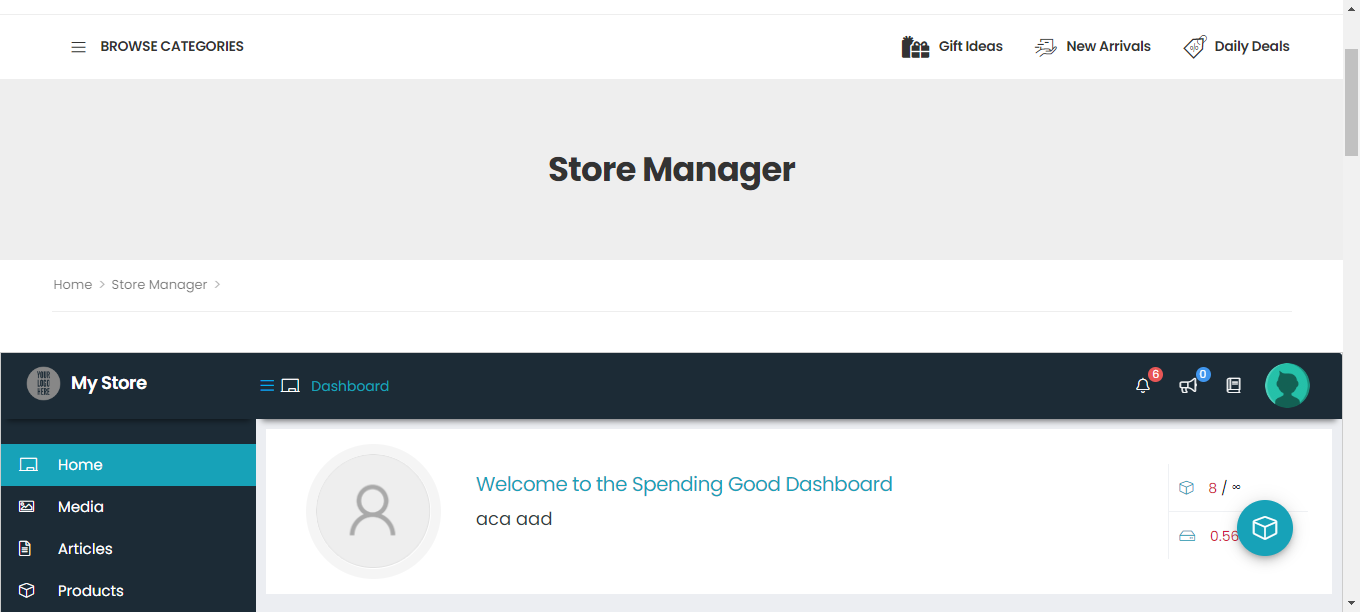 BROWSE CATEGORIES
Gift Ideas
New Arrivals
Daily Deals
Store Manager
Home > Store Manager >
YOUR
LOGO
HERE
My Store
Dashboard
6
0
Home
Media
Articles
Products
Welcome to the Spending Good Dashboard
aca aad
8 / ∞
0.56